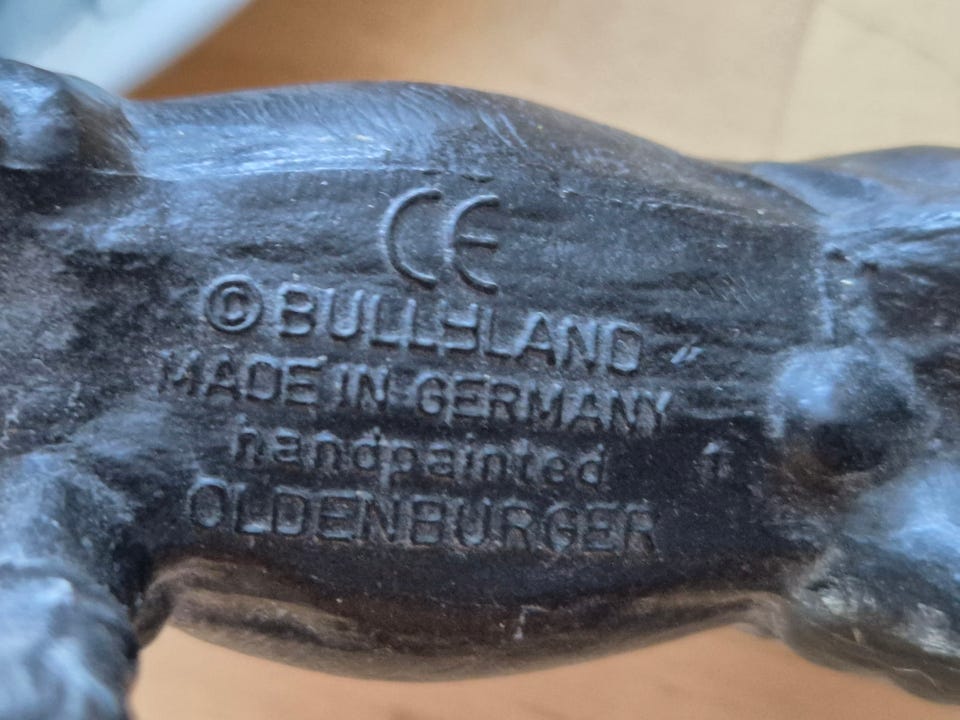 CE
©BULLYLAND
MADE IN GERMANY
handpainted
OLDENBURGER